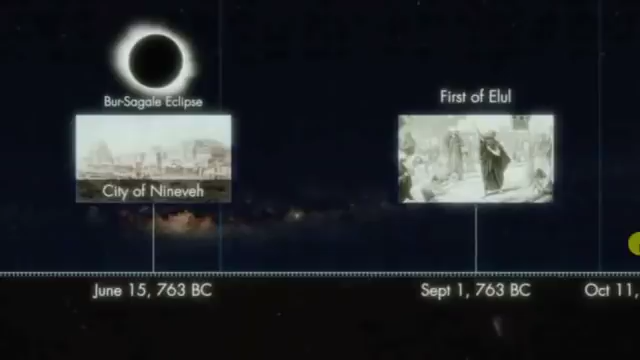 Bur-Sagale Eclipse
First of Elul
City of Nineveh
June 15, 763 BC
Sept 1, 763 BC
Oct 11,